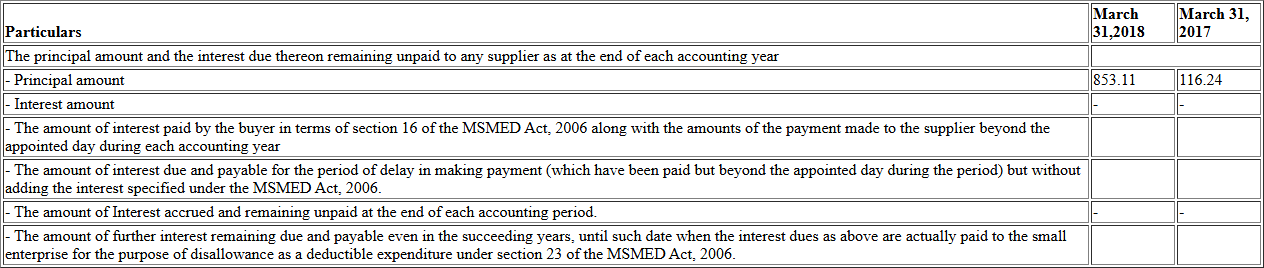 Particulars
March 31,2018
March 31, 2017
The principal amount and the interest due thereon remaining unpaid to any supplier as at the end of each accounting year
- Principal amount 853.11 116.24
- Interest amount - -
- The amount of interest paid by the buyer in terms of section 16 of the MSMED Act, 2006 along with the amounts of the payment made to the supplier beyond the
appointed day during each accounting year
- The amount of interest due and payable for the period of delay in making payment (which have been paid but beyond the appointed day during the period) but without
adding the interest specified under the MSMED Act, 2006.
- The amount of Interest accrued and remaining unpaid at the end of each accounting period. - -
- The amount of further interest remaining due and payable even in the succeeding years, until such date when the interest dues as above are actually paid to the small
enterprise for the purpose of disallowance as a deductible expenditure under section 23 of the MSMED Act, 2006.